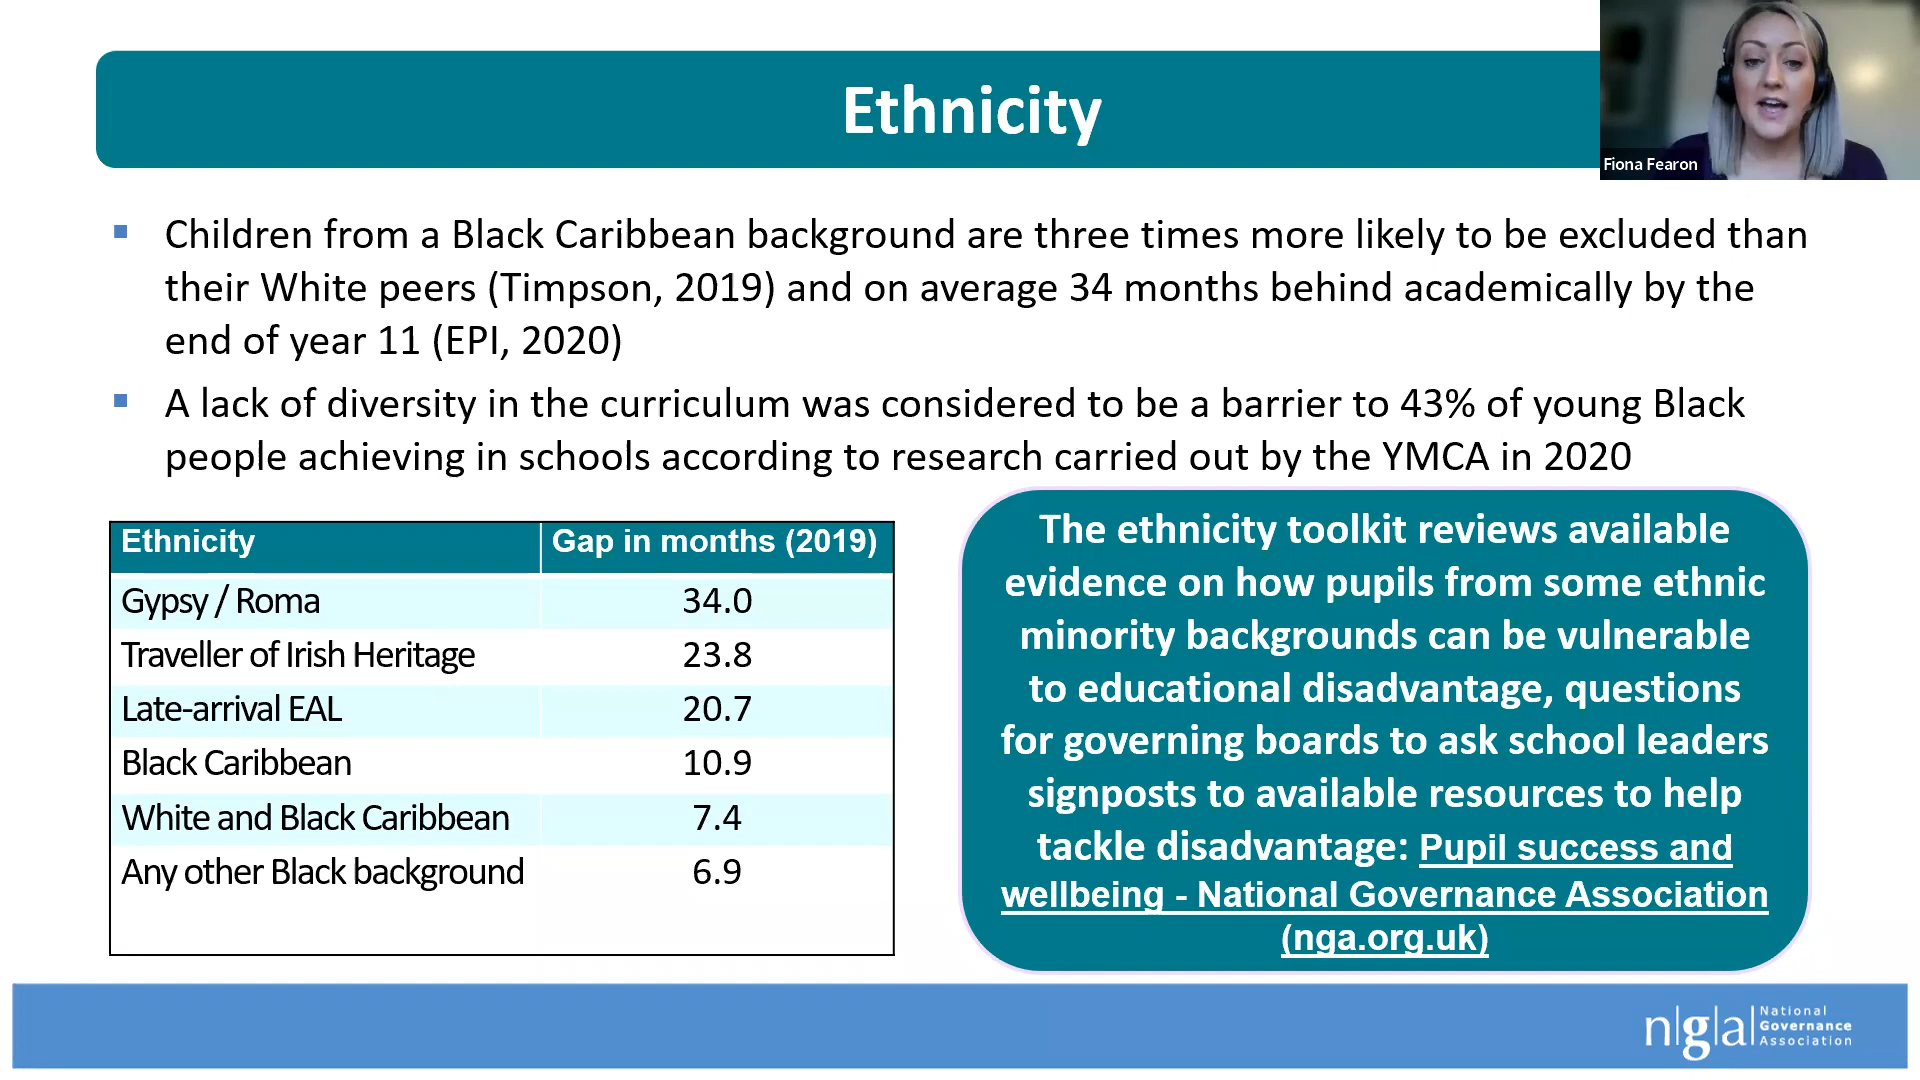 Ethnicity
Fiona Fearon
Children from a Black Caribbean background are three times more likely to be excluded than
their White peers (Timpson, 2019) and on average 34 months behind academically by the
end of year 11 (EPI, 2020)
A lack of diversity in the curriculum was considered to be a barrier to 43% of young Black
people achieving in schools according to research carried out by the YMCA in 2020
Ethnicity Gap in months (2019)
Gypsy / Roma 34.0
Traveller of Irish Heritage 23.8
Late-arrival EAL 20.7
Black Caribbean 10.9
White and Black Caribbean 7.4
Any other Black background 6.9
The ethnicity toolkit reviews available
evidence on how pupils from some ethnic
minority backgrounds can be vulnerable
to educational disadvantage, questions
for governing boards to ask school leaders
signposts to available resources to help
tackle disadvantage: Pupil success and
wellbeing - National Governance Association
(nga.org.uk)
n|g|a| National
Governance
Association